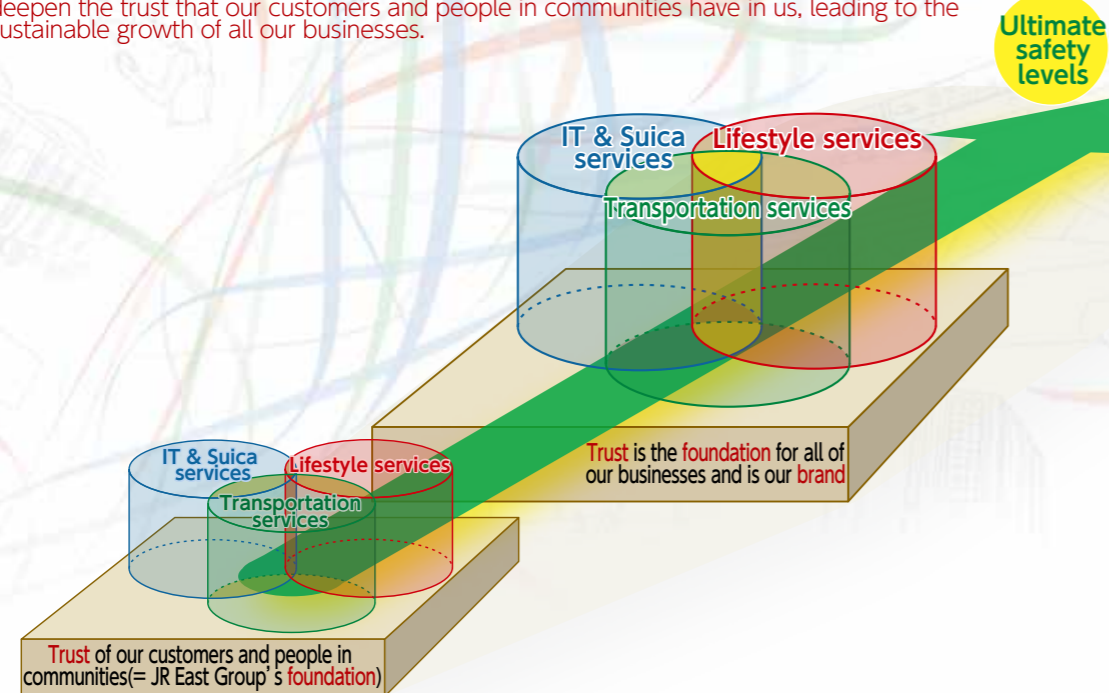 deepen the trust that our customers and people in communities have in us, leading to the
sustainable growth of all our businesses.
Ultimate
safety
levels
IT & Suica
services
Lifestyle services
Transportation services
Trust is the foundation for all of
our businesses and is our brand
IT & Suica
services
Lifestyle services
Transportation
services
Trust of our customers and people in
communities(= JR East Group's foundation)